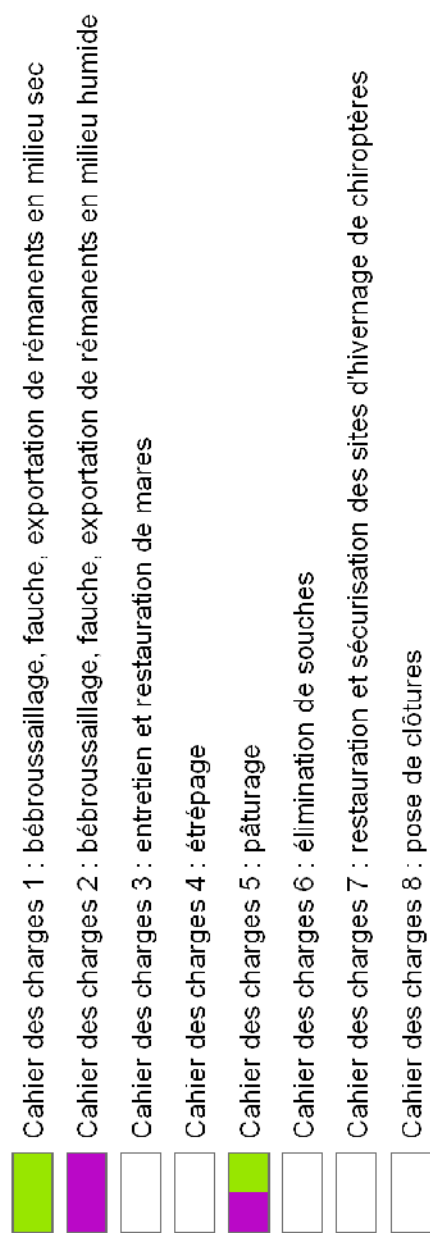 Cahier des charges 1 : bébroussaillage, fauche, exportation de rémanents en milieu sec
Cahier des charges 2 : bébroussaillage, fauche, exportation de rémanents en milieu humide
Cahier des charges 3 : entretien et restauration de mares
Cahier des charges 4 : étrépage
Cahier des charges 5 : pâturage
Cahier des charges 6 : élimination de souches
Cahier des charges 7 : restauration et sécurisation des sites d'hivernage de chiroptères
Cahier des charges 8 : pose de clôtures